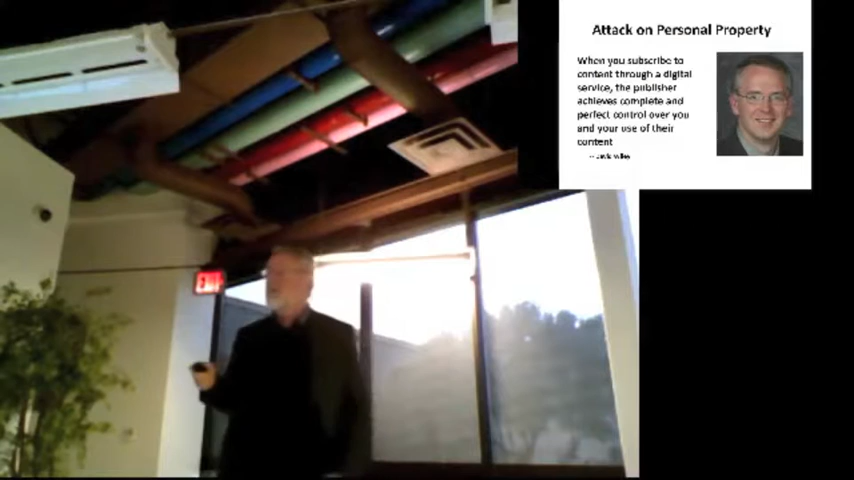 Attack on Personal Property
When you subscribe to
content through a digital
service, the publisher
achieves complete and
perfect control over you
and your use of their
content
EXIT